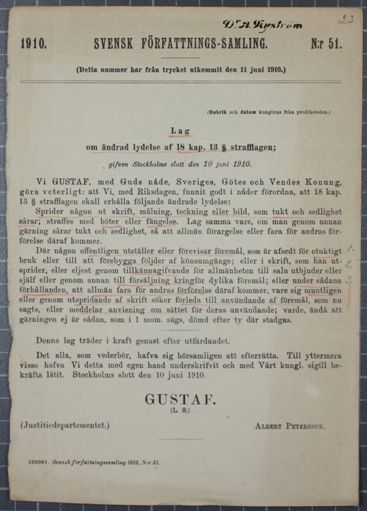 23
Dr A. Nyström
1910. SVENSK FÖRFATTNINGS-SAMLING. N:r 51.
(Detta nummer har från trycket utkommit den 11 juni 1910.)
(Rubrik och datum kungöras från predikstolen.)
Lag
om ändrad lydelse af 18 kap. 13 § strafflagen;
gifven Stockholms slott den 10 juni 1910.
Vi GUSTAF, med Guds nåde, Sveriges, Götes och Vendes Konung,
göra veterligt: att Vi, med Riksdagen, funnit godt i nåder förordna, att 18 kap.
13 § strafflagen skall erhålla följande ändrade lydelse:
Sprider någon ut skrift, målning, teckning eller bild, som tukt och sedlighet
sårar; straffes med böter eller fängelse. Lag samma vare, om man genom annan
gärning sårar tukt och sedlighet, så att allmän förargelse eller fara för andras för-
förelse däraf kommer.
Där någon offentligen utställer eller förevisar föremål, som är afsedt för otuktigt
bruk eller till att förebygga följder af könsumgänge; eller i skrift, som han ut-
sprider, eller eljest genom tillkännagifvande för allmänheten till salu utbjuder eller
själf eller genom annan till försäljning kringför dylika föremål; eller under sådana
förhållanden, att allmän fara för andras förförelse däraf kommer, vare sig muntligen
eller genom utspridande af skrift söker förleda till användande af föremål, som nu
sagts, eller meddelar anvisning om sättet för deras användande; varde, ändå att
gärningen ej är sådan, som i 1 mom. sägs, dömd efter ty där stadgas.
Denna lag träder i kraft genast efter utfärdandet.
Det alla, som vederbör, hafva sig hörsamligen att efterrätta. Till yttermera
visso hafva Vi detta med egen hand underskrifvit och med Vårt kungl. sigill be-
kräfta låtit. Stockholms slott den 10 juni 1910.
GUSTAF.
(L. S.)
(Justitiedepartementet.) ALBERT PETERSSON.
Svensk författningssamling 1910, N:r 51.